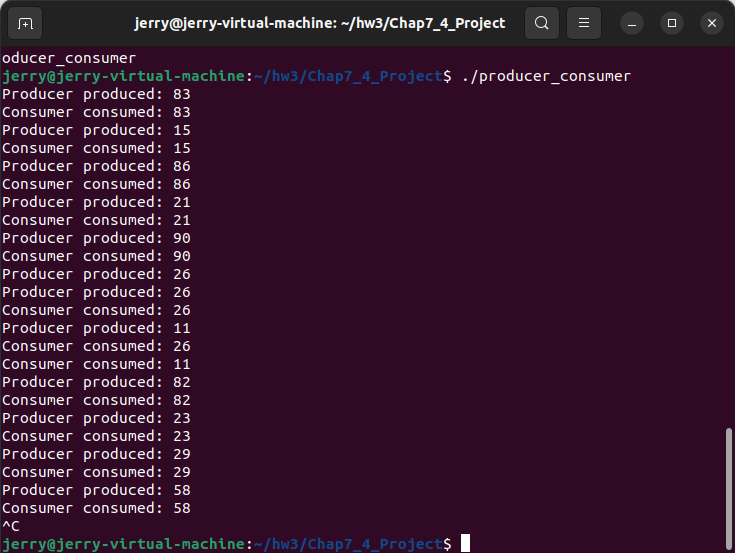 jerry@jerry-virtual-machine: ~/hw3/Chap7_4_Project
oducer_consumer
jerry@jerry-virtual-machine:~/hw3/Chap7_4_Project$ ./producer_consumer
Producer produced: 83
Consumer consumed: 83
Producer produced: 15
Consumer consumed: 15
Producer produced: 86
Consumer consumed: 86
Producer produced: 21
Consumer consumed: 21
Producer produced: 90
Consumer consumed: 90
Producer produced: 26
Producer produced: 26
Consumer consumed: 26
Producer produced: 11
Consumer consumed: 26
Consumer consumed: 11
Producer produced: 82
Consumer consumed: 82
Producer produced: 23
Consumer consumed: 23
Producer produced: 29
Consumer consumed: 29
Producer produced: 58
Consumer consumed: 58
^C
jerry@jerry-virtual-machine:~/hw3/Chap7_4_Project$